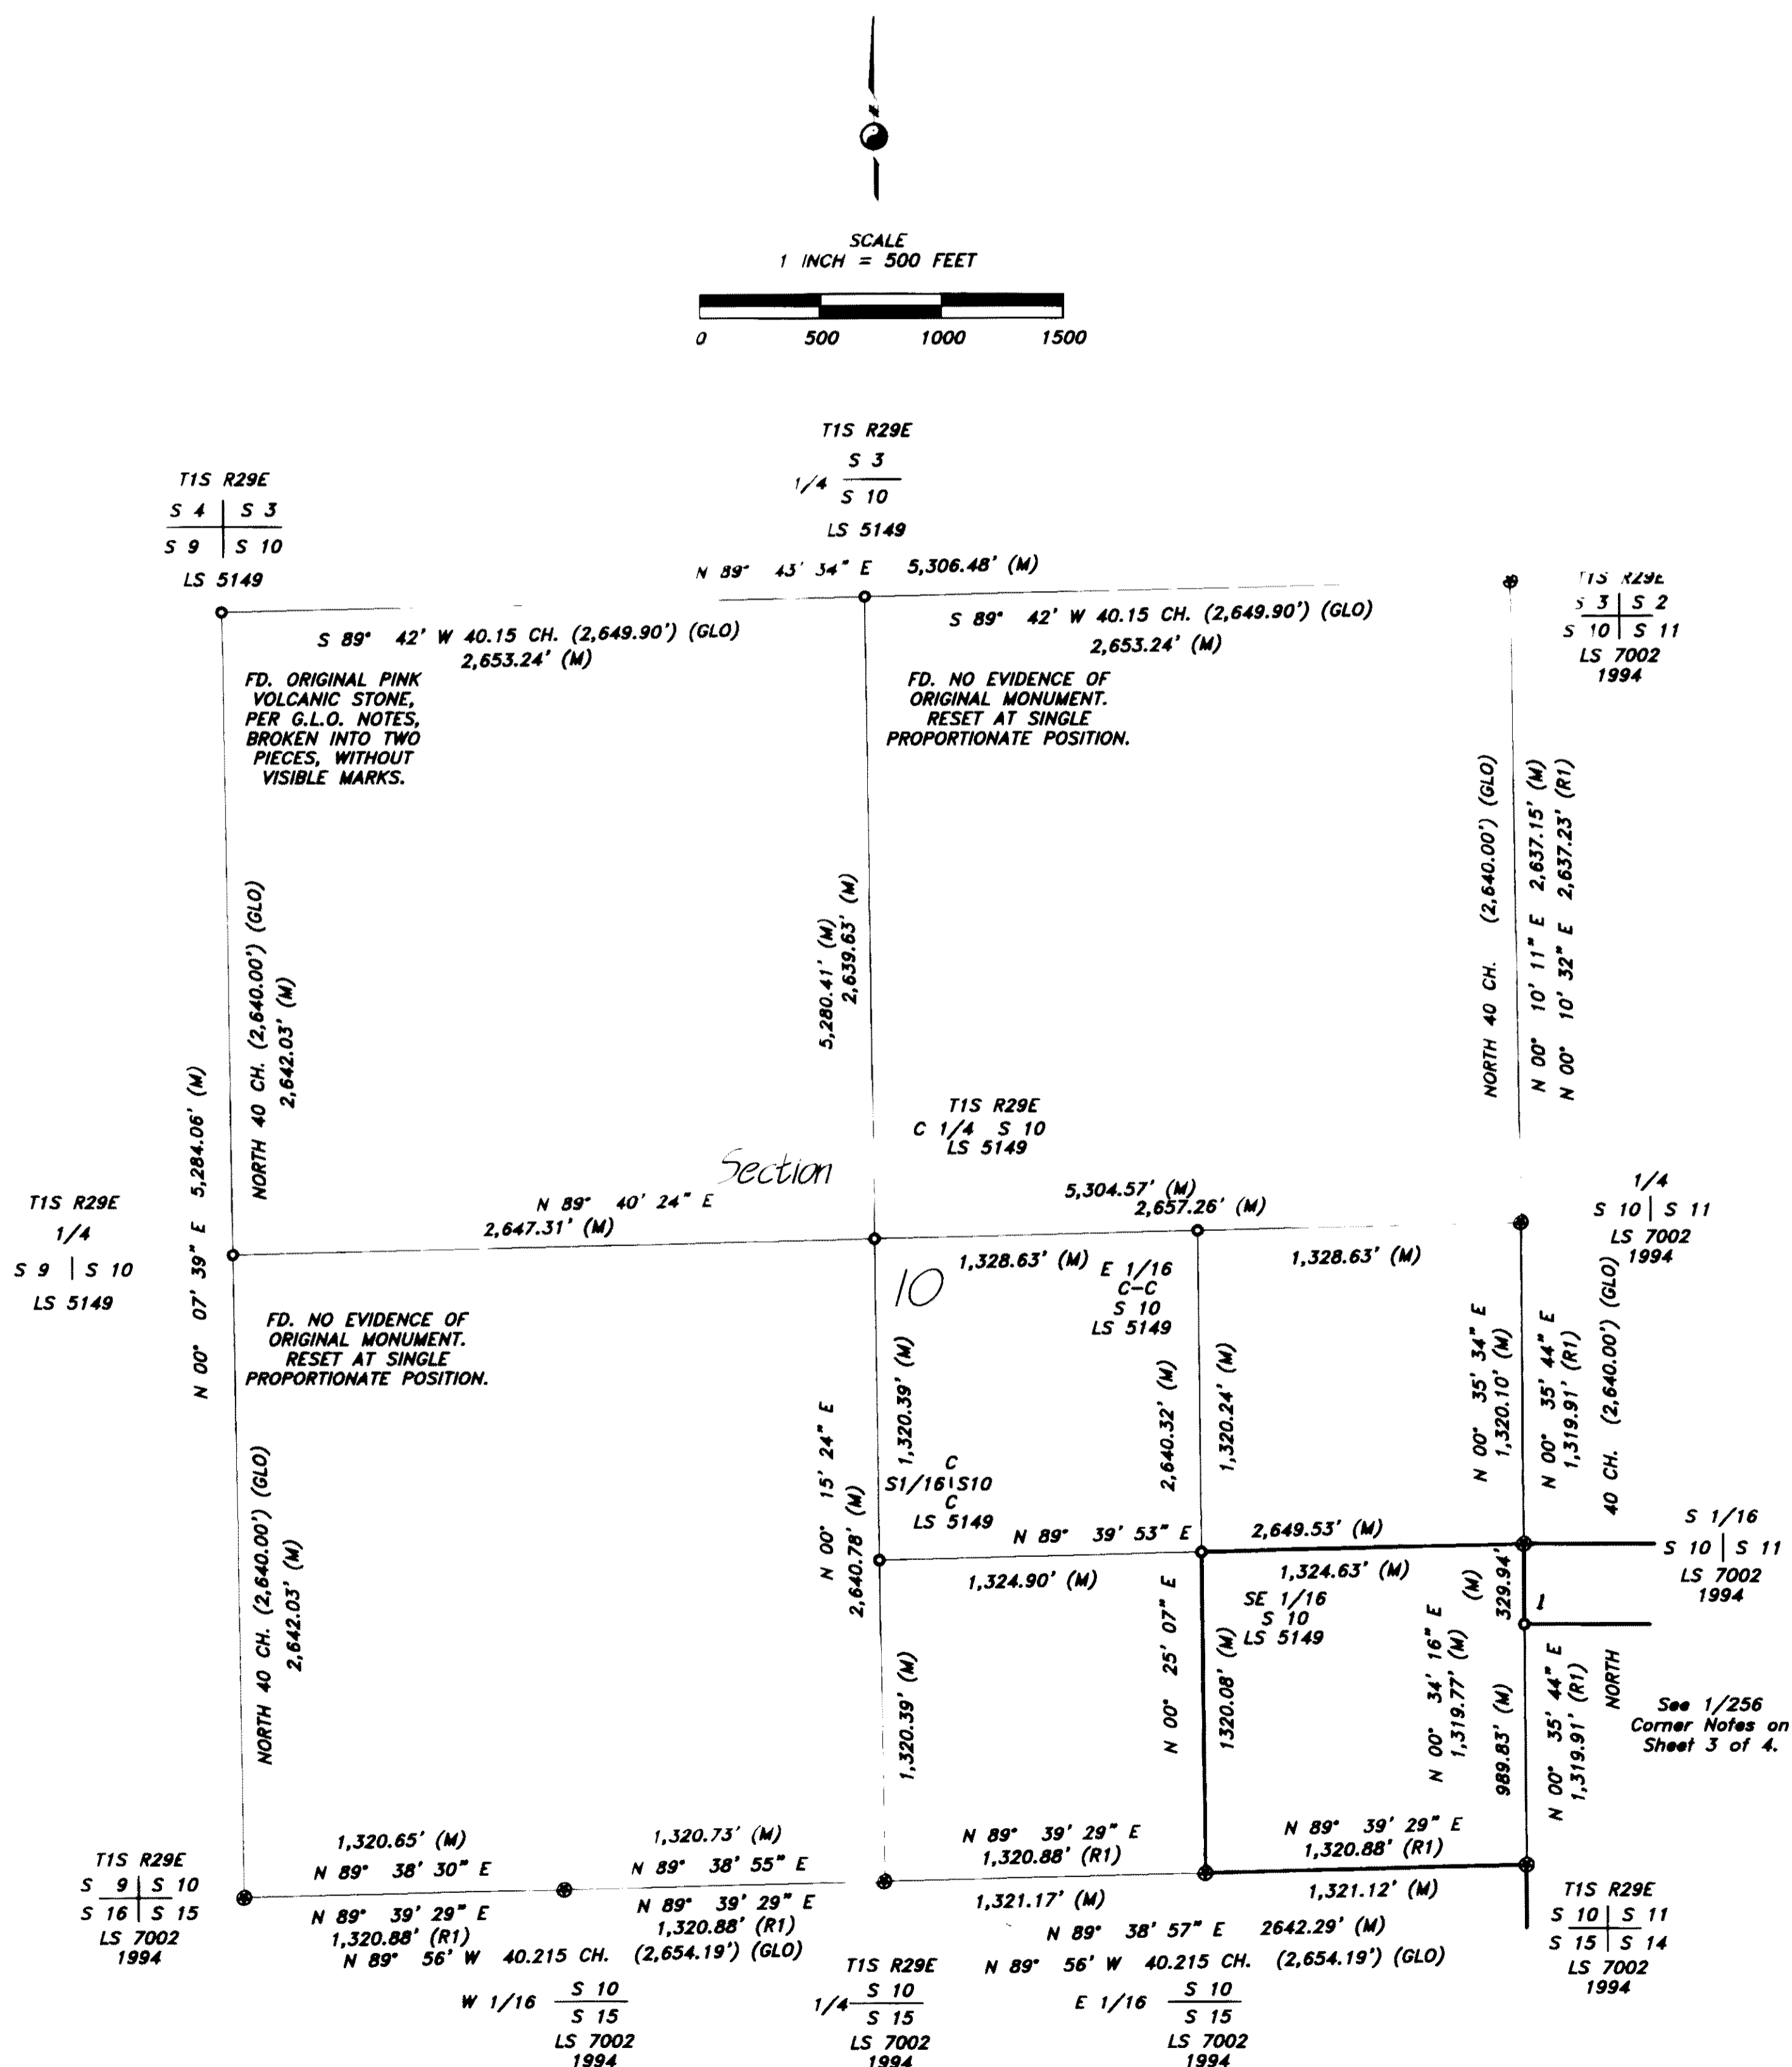 SCALE
1 INCH = 500 FEET
0 500 1000 1500
T1S R29E
S 3
1/4
S 10
LS 5149
T1S R29E
S 4 S 3
S 9 S 10
LS 5149
N 89° 43' 34" E 5,306.48' (M)
T1S R29E
S 3 S 2
S 10 S 11
LS 7002
1994
S 89° 42' W 40.15 CH. (2,649.90') (GLO)
2,653.24' (M)
S 89° 42' W 40.15 CH. (2,649.90') (GLO)
2,653.24' (M)
FD. ORIGINAL PINK
VOLCANIC STONE,
PER G.L.O. NOTES,
BROKEN INTO TWO
PIECES, WITHOUT
VISIBLE MARKS.
FD. NO EVIDENCE OF
ORIGINAL MONUMENT.
RESET AT SINGLE
PROPORTIONATE POSITION.
NORTH 40 CH. (2,640.00') (GLO)
2,642.03' (M)
N 00° 07' 39" E 5,284.06' (M)
5,280.41' (M)
2,639.63' (M)
NORTH 40 CH. (2,640.00') (GLO)
N 00° 10' 11" E 2,637.15' (M)
N 00° 10' 32" E 2,637.23' (R1)
T1S R29E
C 1/4 S 10
LS 5149
Section
10
T1S R29E
1/4
S 9 S 10
LS 5149
N 89° 40' 24" E
2,647.31' (M)
5,304.57' (M)
2,657.26' (M)
1/4
S 10 S 11
LS 7002
1994
1,328.63' (M)
1,328.63' (M)
E 1/16
C-C
S 10
LS 5149
FD. NO EVIDENCE OF
ORIGINAL MONUMENT.
RESET AT SINGLE
PROPORTIONATE POSITION.
NORTH 40 CH. (2,640.00') (GLO)
2,642.03' (M)
N 00° 15' 24" E
2,640.78' (M)
1,320.39' (M)
2,640.32' (M)
1,320.24' (M)
N 00° 35' 34" E
1,320.10' (M)
N 00° 35' 44" E
1,319.91' (R1)
40 CH. (2,640.00') (GLO)
C
S1/16 S10
C
LS 5149
N 89° 39' 53" E
2,649.53' (M)
1,324.90' (M)
1,324.63' (M)
S 1/16
S 10 S 11
LS 7002
1994
SE 1/16
S 10
LS 5149
1,320.39' (M)
N 00° 25' 07" E
1320.08' (M)
N 00° 34' 16" E
1,319.77' (M)
(M)
329.94'
989.83' (M)
1
N 00° 35' 44" E
1,319.91' (R1)
NORTH
See 1/256
Corner Notes on
Sheet 3 of 4.
1,320.65' (M)
N 89° 38' 30" E
1,320.73' (M)
N 89° 38' 55" E
N 89° 39' 29" E
1,320.88' (R1)
N 89° 39' 29" E
1,320.88' (R1)
T1S R29E
S 9 S 10
S 16 S 15
LS 7002
1994
N 89° 39' 29" E
1,320.88' (R1)
N 89° 39' 29" E
1,320.88' (R1)
1,321.17' (M)
1,321.12' (M)
N 89° 38' 57" E 2642.29' (M)
N 89° 56' W 40.215 CH. (2,654.19') (GLO)
N 89° 56' W 40.215 CH. (2,654.19') (GLO)
T1S R29E
S 10 S 11
S 15 S 14
LS 7002
1994
W 1/16
S 10
S 15
LS 7002
1994
T1S R29E
1/4
S 10
S 15
LS 7002
1994
E 1/16
S 10
S 15
LS 7002
1994